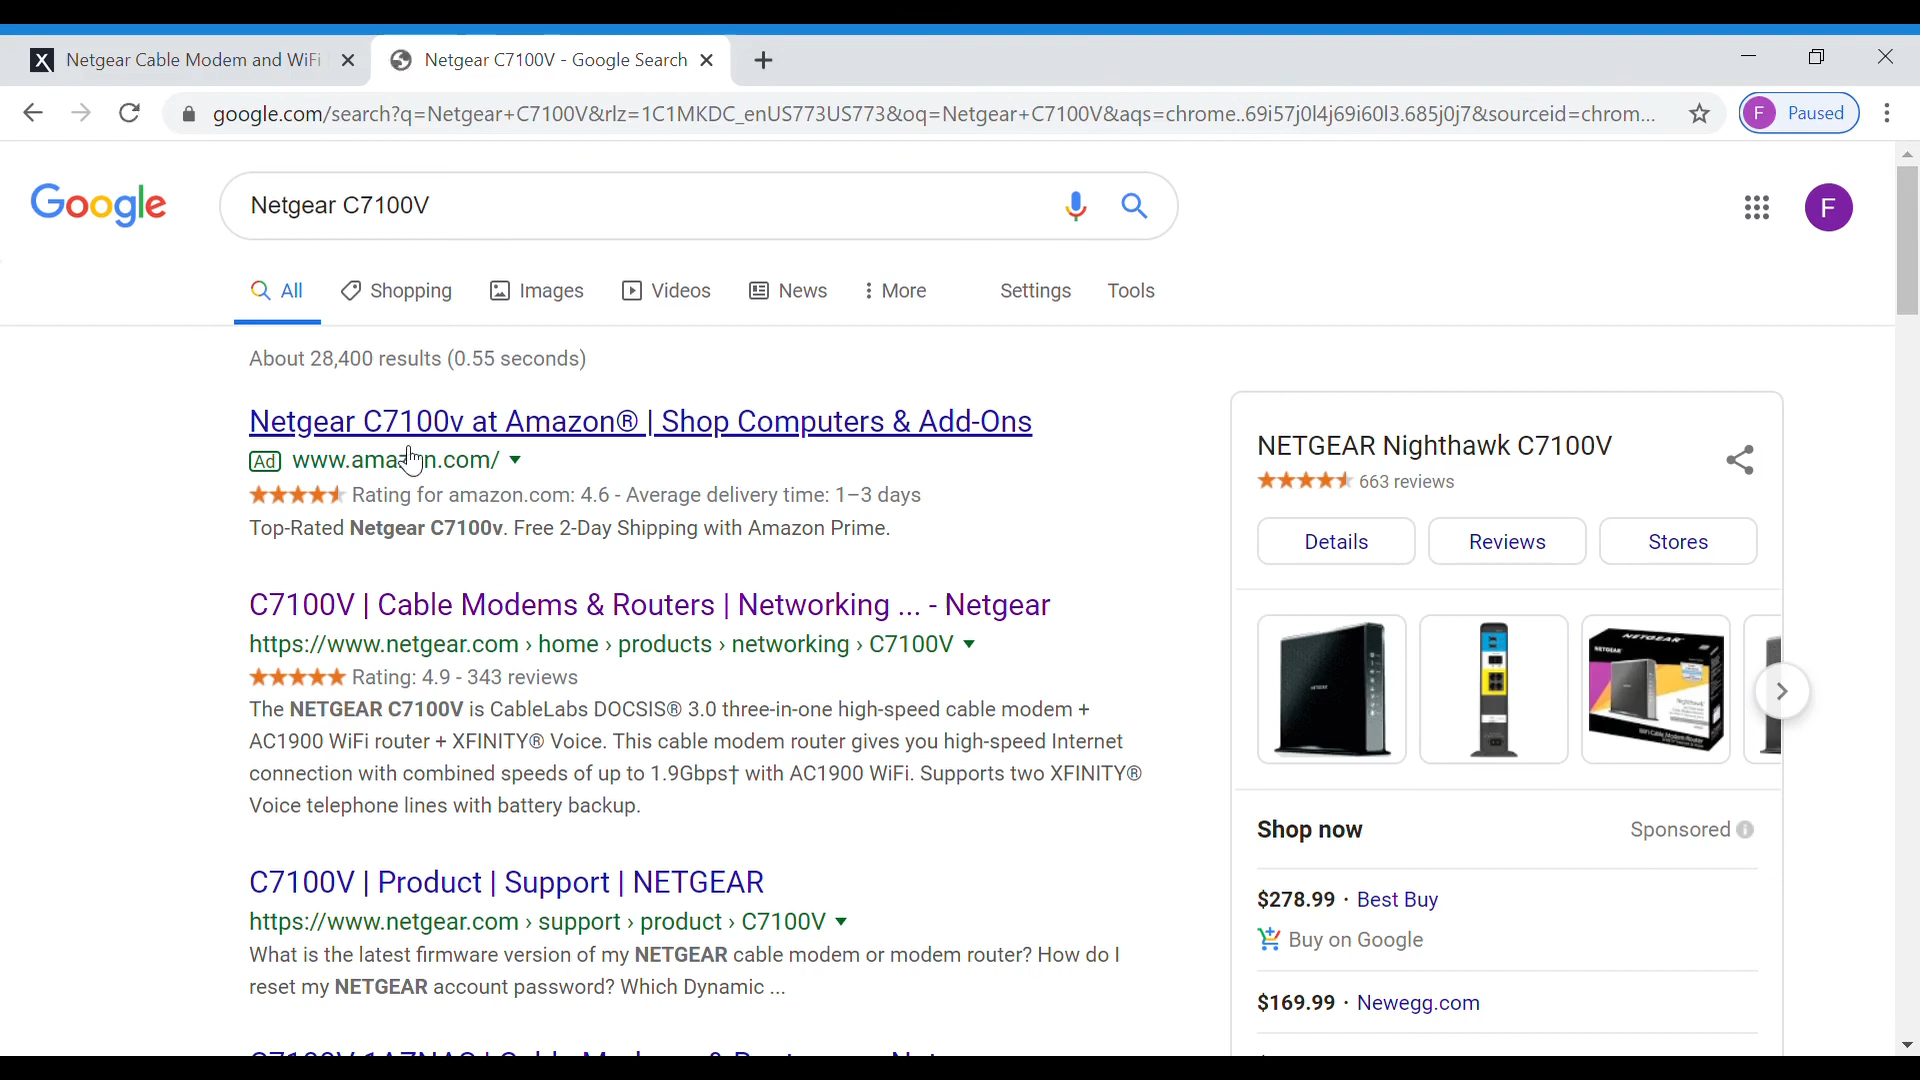 Netgear Cable Modem and WiFi
Netgear C7100V - Google Search
google.com/search?q=Netgear+C7100V&rlz=1C1MKDC_enUS773US773&oq=Netgear+C7100V&aqs=chrome..69i57j0l4j69i60l3.685j0j7&sourceid=chrom...
F Paused
Google
Netgear C7100V
F
All Shopping Images Videos News More Settings Tools
About 28,400 results (0.55 seconds)
Netgear C7100v at Amazon® | Shop Computers & Add-Ons
Ad www.amazon.com/
Rating for amazon.com: 4.6 - Average delivery time: 1–3 days
Top-Rated Netgear C7100v. Free 2-Day Shipping with Amazon Prime.
C7100V | Cable Modems & Routers | Networking ... - Netgear
https://www.netgear.com › home › products › networking › C7100V
Rating: 4.9 - 343 reviews
The NETGEAR C7100V is CableLabs DOCSIS® 3.0 three-in-one high-speed cable modem +
AC1900 WiFi router + XFINITY® Voice. This cable modem router gives you high-speed Internet
connection with combined speeds of up to 1.9Gbps† with AC1900 WiFi. Supports two XFINITY®
Voice telephone lines with battery backup.
C7100V | Product | Support | NETGEAR
https://www.netgear.com › support › product › C7100V
What is the latest firmware version of my NETGEAR cable modem or modem router? How do I
reset my NETGEAR account password? Which Dynamic ...
NETGEAR Nighthawk C7100V
663 reviews
Details Reviews Stores
NETGEAR
Shop now Sponsored
$278.99 · Best Buy
Buy on Google
$169.99 · Newegg.com